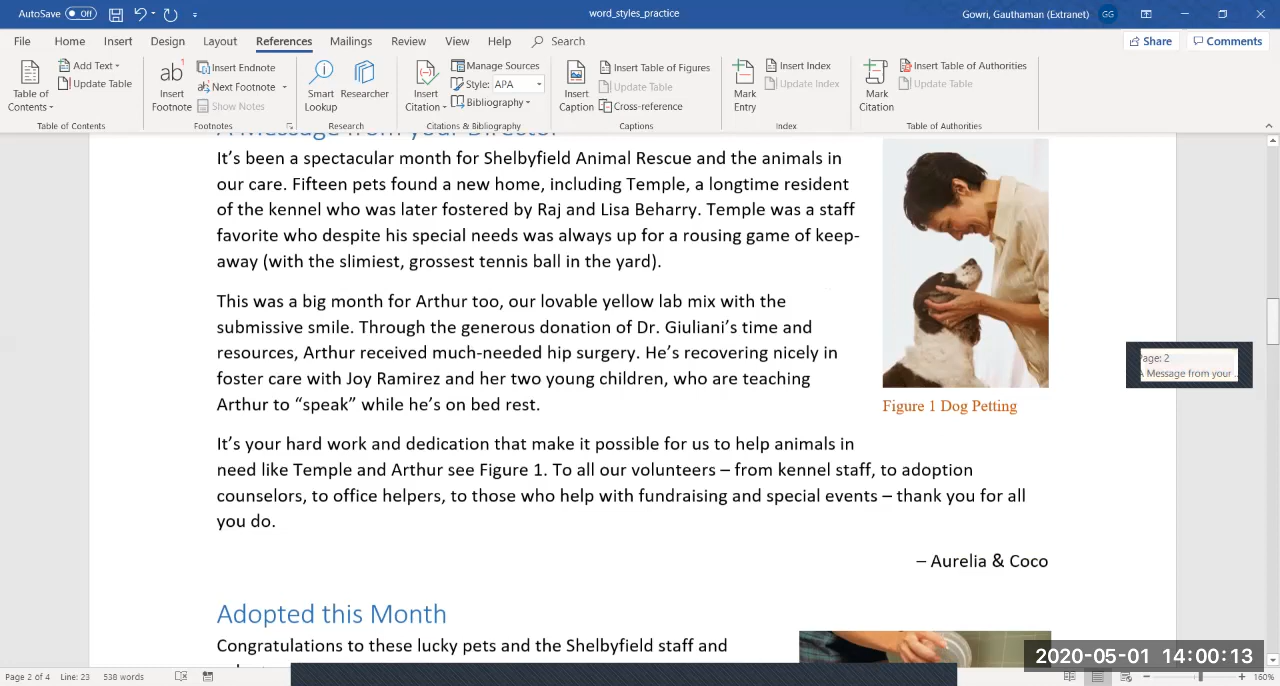 AutoSave Off word_styles_practice Gowri, Gauthaman (Extranet) GG
File Home Insert Design Layout References Mailings Review View Help Search Share Comments
Table of Contents
Add Text
Update Table
Table of Contents
Insert Footnote
ab
Insert Endnote
Next Footnote
Show Notes
Footnotes
Smart Lookup
Researcher
Research
Insert Citation
Manage Sources
Style: APA
Bibliography
Citations & Bibliography
Insert Caption
Insert Table of Figures
Update Table
Cross-reference
Captions
Mark Entry
Insert Index
Update Index
Index
Mark Citation
Insert Table of Authorities
Update Table
Table of Authorities
A Message from your Director
It’s been a spectacular month for Shelbyfield Animal Rescue and the animals in
our care. Fifteen pets found a new home, including Temple, a longtime resident
of the kennel who was later fostered by Raj and Lisa Beharry. Temple was a staff
favorite who despite his special needs was always up for a rousing game of keep-
away (with the slimiest, grossest tennis ball in the yard).
This was a big month for Arthur too, our lovable yellow lab mix with the
submissive smile. Through the generous donation of Dr. Giuliani’s time and
resources, Arthur received much-needed hip surgery. He’s recovering nicely in
foster care with Joy Ramirez and her two young children, who are teaching
Arthur to “speak” while he’s on bed rest.
Figure 1 Dog Petting
Page: 2
A Message from your ...
It’s your hard work and dedication that make it possible for us to help animals in
need like Temple and Arthur see Figure 1. To all our volunteers – from kennel staff, to adoption
counselors, to office helpers, to those who help with fundraising and special events – thank you for all
you do.
– Aurelia & Coco
Adopted this Month
Congratulations to these lucky pets and the Shelbyfield staff and
2020-05-01 14:00:13
Page 2 of 4 Line: 23 538 words 160%